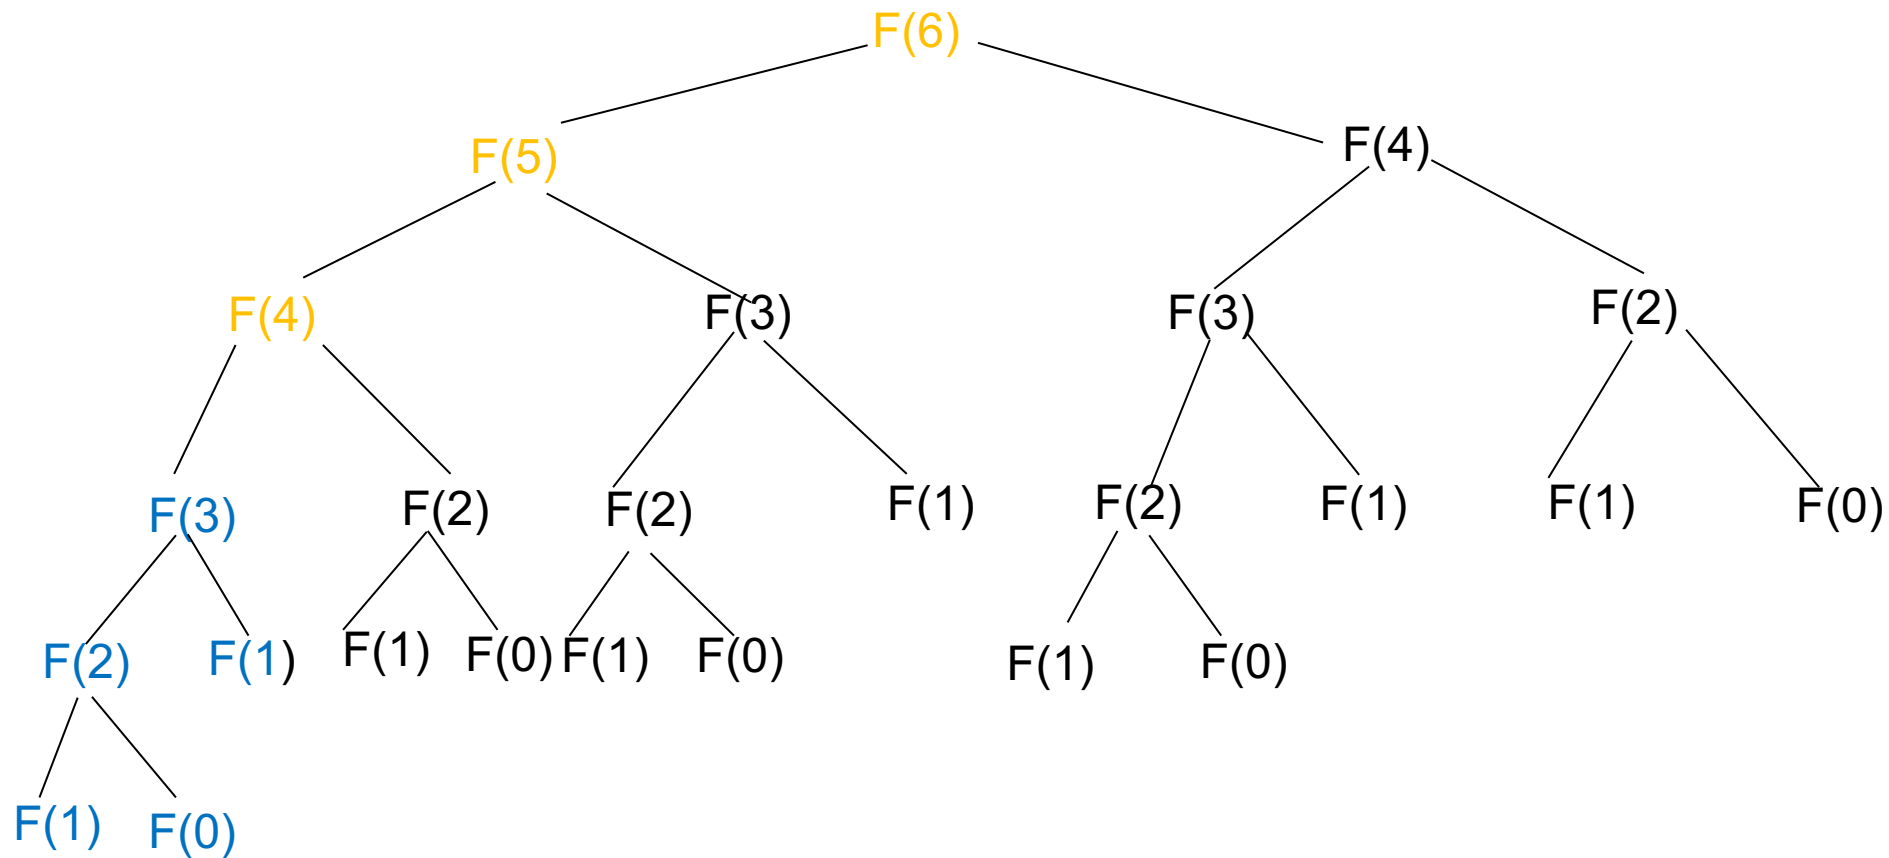 F(6)
F(5) F(4)
F(4) F(3) F(3) F(2)
F(3) F(2) F(2) F(1) F(2) F(1) F(1) F(0)
F(2) F(1) F(1) F(0) F(1) F(0) F(1) F(0)
F(1) F(0)